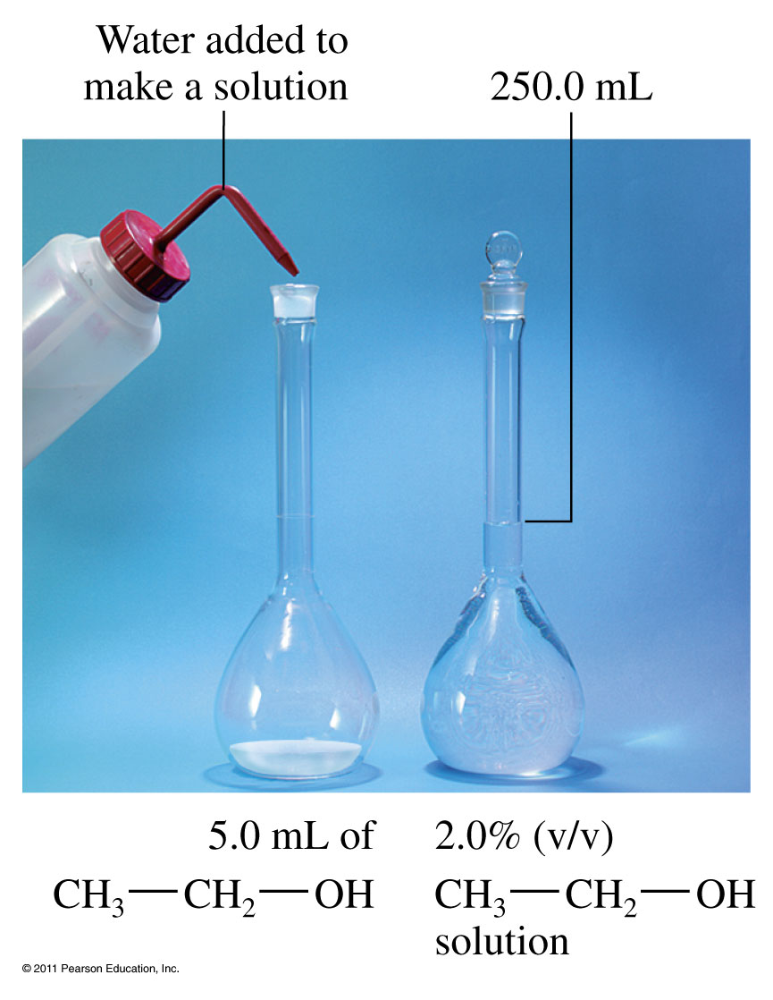 Water added to
make a solution
250.0 mL
5.0 mL of
CH₃—CH₂—OH
2.0% (v/v)
CH₃—CH₂—OH
solution
© 2011 Pearson Education, Inc.